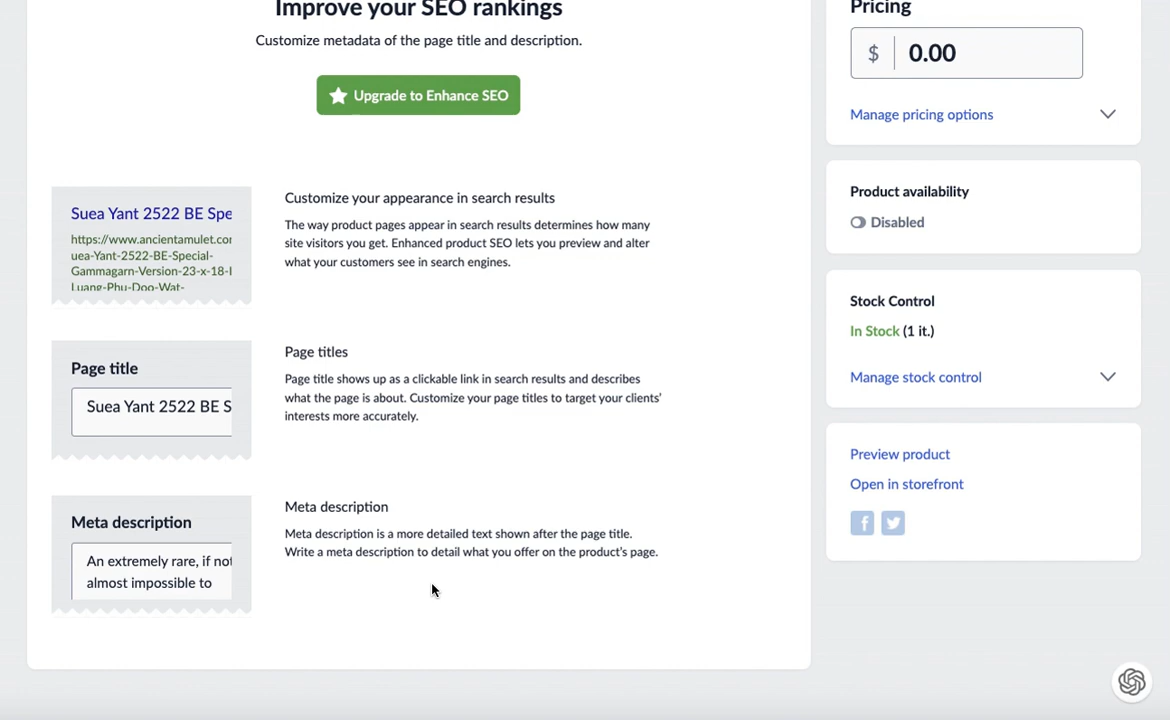 Improve your SEO rankings
Customize metadata of the page title and description.
Upgrade to Enhance SEO
Suea Yant 2522 BE Spe
https://www.ancientamulet.cor
uea-Yant-2522-BE-Special-
Gammagarn-Version-23-x-18-I
Luang-Phu-Doo-Wat-
Customize your appearance in search results
The way product pages appear in search results determines how many
site visitors you get. Enhanced product SEO lets you preview and alter
what your customers see in search engines.
Page title
Suea Yant 2522 BE S
Page titles
Page title shows up as a clickable link in search results and describes
what the page is about. Customize your page titles to target your clients'
interests more accurately.
Meta description
An extremely rare, if not
almost impossible to
Meta description
Meta description is a more detailed text shown after the page title.
Write a meta description to detail what you offer on the product's page.
Pricing
$ 0.00
Manage pricing options
Product availability
Disabled
Stock Control
In Stock (1 it.)
Manage stock control
Preview product
Open in storefront